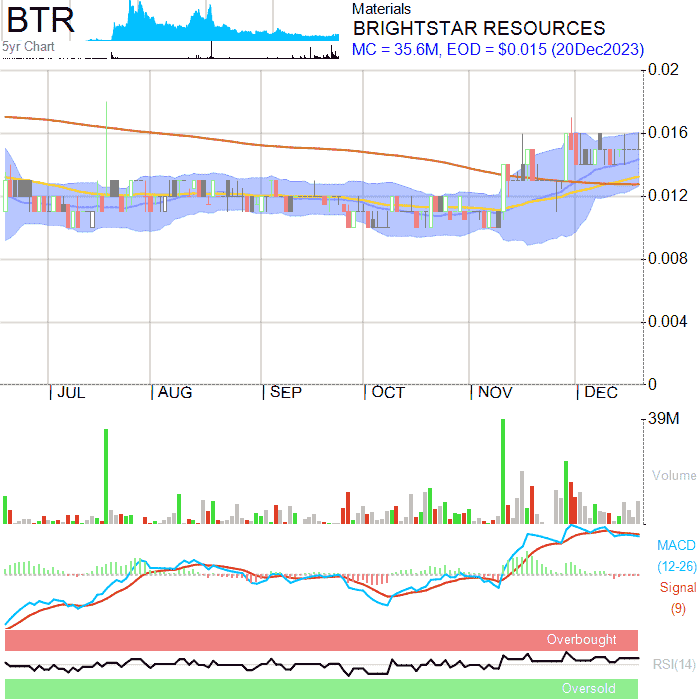 BTR
5yr Chart
Materials
BRIGHTSTAR RESOURCES
MC = 35.6M, EOD = $0.015 (20Dec2023)
0.02
0.016
0.012
0.008
0.004
0
JUL AUG SEP OCT NOV DEC
39M
Volume
MACD
(12-26)
Signal
(9)
Overbought
RSI(14)
Oversold